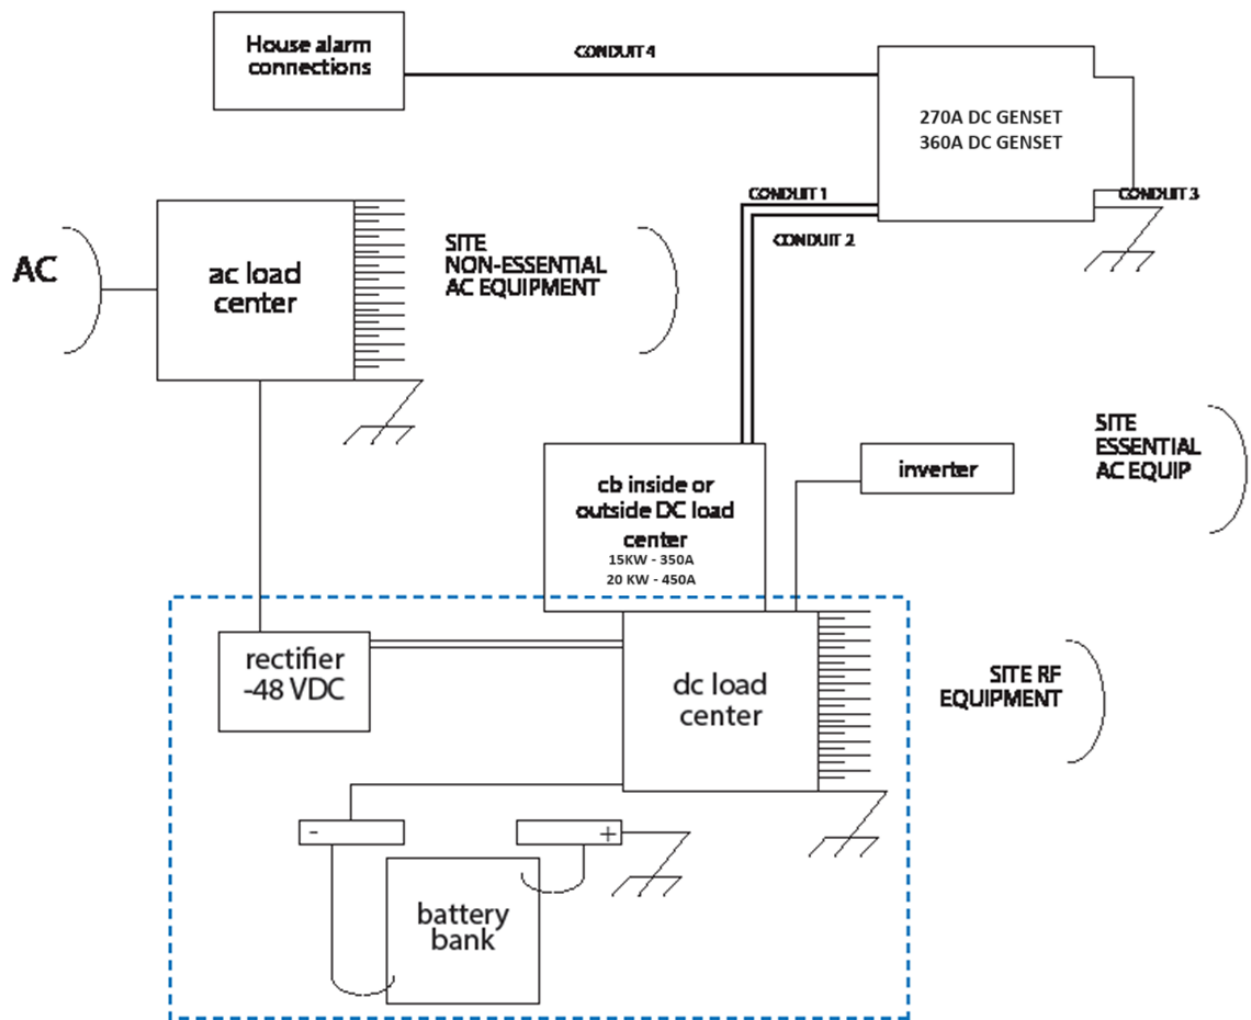 House alarm
connections
CONDUIT 4
270A DC GENSET
360A DC GENSET
CONDUIT 1
CONDUIT 2
CONDUIT 3
AC
ac load
center
SITE
NON-ESSENTIAL
AC EQUIPMENT
SITE
ESSENTIAL
AC EQUIP
cb inside or
outside DC load
center
15KW - 350A
20 KW - 450A
inverter
rectifier
-48 VDC
dc load
center
SITE RF
EQUIPMENT
-
+
battery
bank